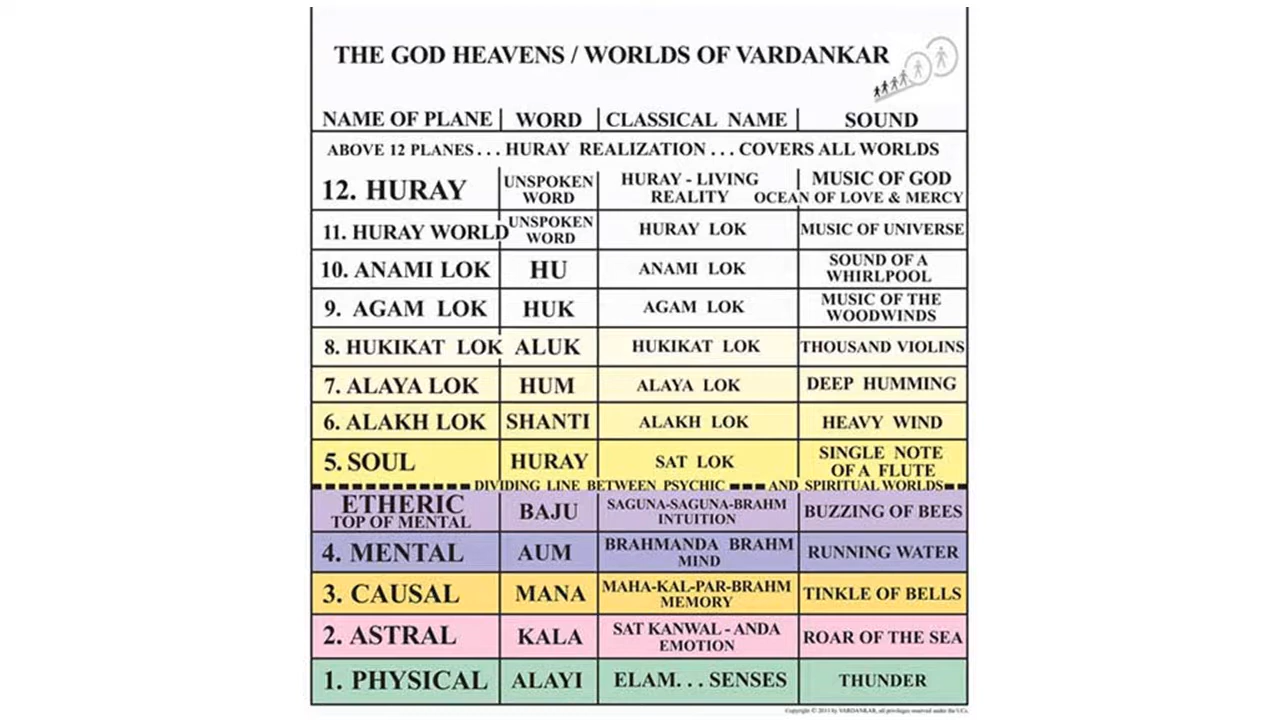 THE GOD HEAVENS / WORLDS OF VARDANKAR
NAME OF PLANE | WORD | CLASSICAL NAME | SOUND
ABOVE 12 PLANES . . . HURAY REALIZATION . . . COVERS ALL WORLDS
12. HURAY UNSPOKEN WORD HURAY - LIVING REALITY MUSIC OF GOD OCEAN OF LOVE & MERCY
11. HURAY WORLD UNSPOKEN WORD HURAY LOK MUSIC OF UNIVERSE
10. ANAMI LOK HU ANAMI LOK SOUND OF A WHIRLPOOL
9. AGAM LOK HUK AGAM LOK MUSIC OF THE WOODWINDS
8. HUKIKAT LOK ALUK HUKIKAT LOK THOUSAND VIOLINS
7. ALAYA LOK HUM ALAYA LOK DEEP HUMMING
6. ALAKH LOK SHANTI ALAKH LOK HEAVY WIND
5. SOUL HURAY SAT LOK SINGLE NOTE OF A FLUTE
DIVIDING LINE BETWEEN PSYCHIC AND SPIRITUAL WORLDS
ETHERIC TOP OF MENTAL BAJU SAGUNA-SAGUNA-BRAHM INTUITION BUZZING OF BEES
4. MENTAL AUM BRAHMANDA BRAHM MIND RUNNING WATER
3. CAUSAL MANA MAHA-KAL-PAR-BRAHM MEMORY TINKLE OF BELLS
2. ASTRAL KALA SAT KANWAL - ANDA EMOTION ROAR OF THE SEA
1. PHYSICAL ALAYI ELAM. . . SENSES THUNDER
Copyright © 2011 by VARDANKAR, all privileges reserved under the UCc.